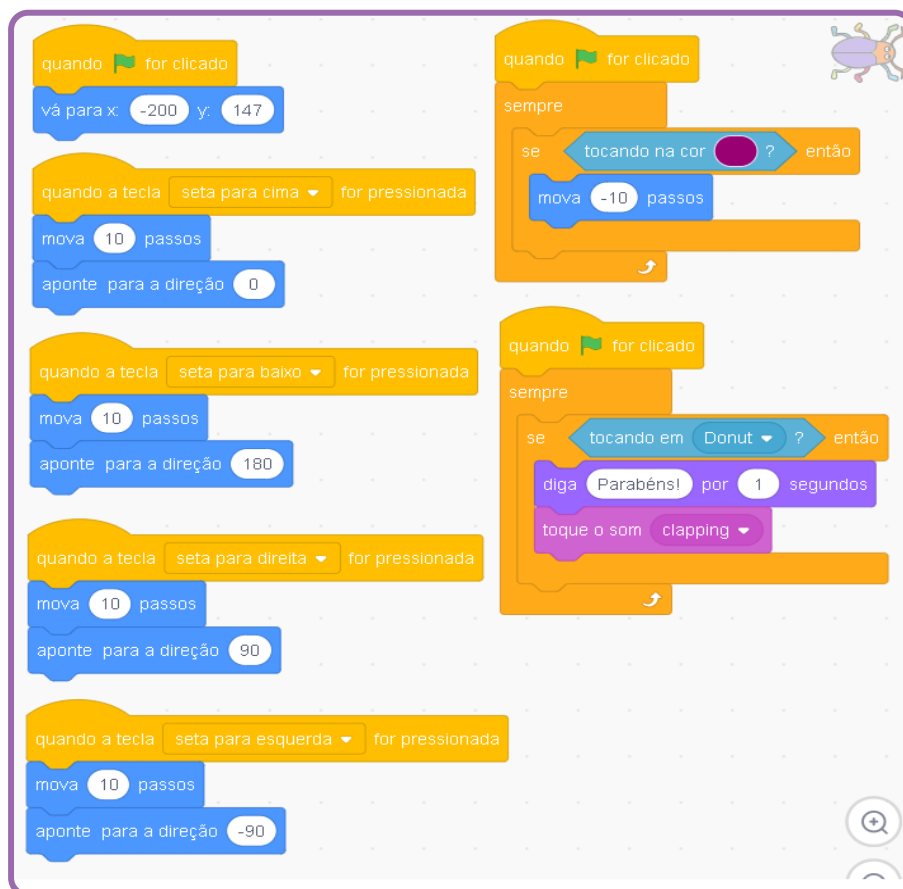 quando for clicado
vá para x: -200 y: 147
quando a tecla seta para cima for pressionada
mova 10 passos
aponte para a direção 0
quando a tecla seta para baixo for pressionada
mova 10 passos
aponte para a direção 180
quando a tecla seta para direita for pressionada
mova 10 passos
aponte para a direção 90
quando a tecla seta para esquerda for pressionada
mova 10 passos
aponte para a direção -90
quando for clicado
sempre
se tocando na cor ? então
mova -10 passos
quando for clicado
sempre
se tocando em Donut ? então
diga Parabéns! por 1 segundos
toque o som clapping